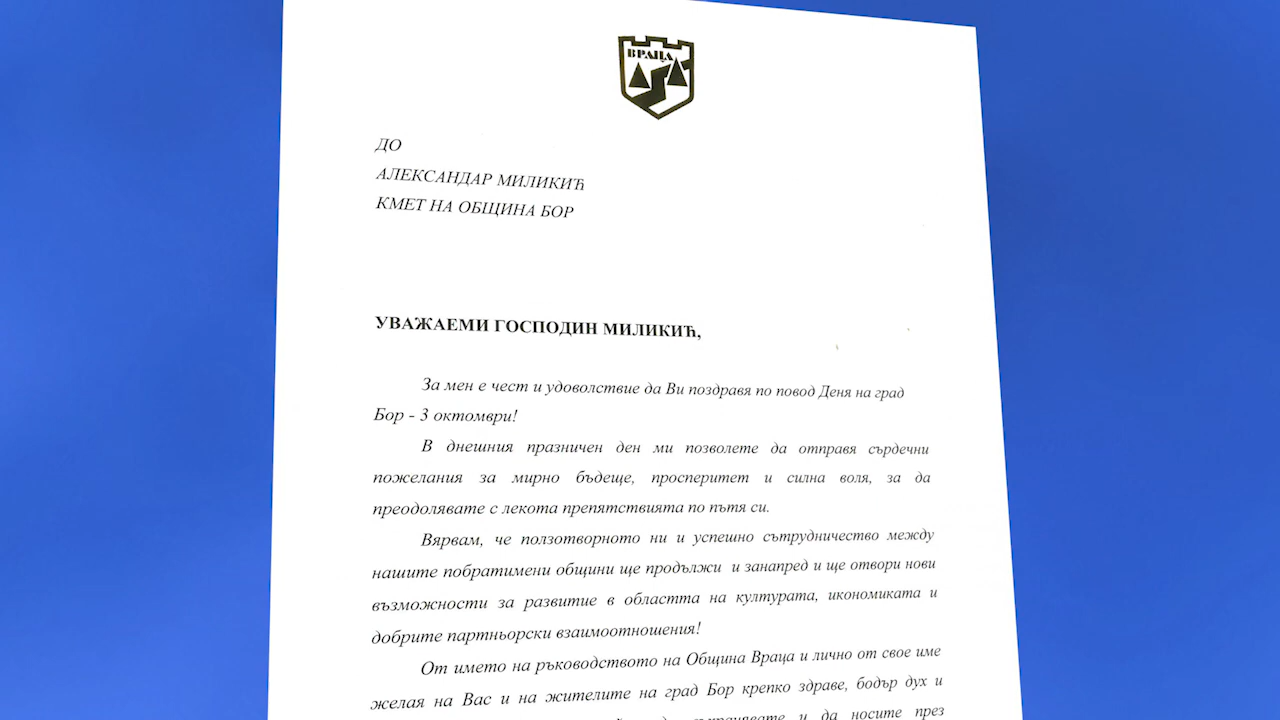 ВРАЦА
ДО
АЛЕКСАНДАР МИЛИКИЋ
КМЕТ НА ОБЩИНА БОР
УВАЖАЕМИ ГОСПОДИН МИЛИКИЋ,
За мен е чест и удоволствие да Ви поздравя по повод Деня на град
Бор - 3 октомври!
В днешния празничен ден ми позволете да отправя сърдечни
пожелания за мирно бъдеще, просперитет и силна воля, за да
преодолявате с лекота препятствията по пътя си.
Вярвам, че ползотворното ни и успешно сътрудничество между
нашите побратимени общини ще продължи и занапред и ще отвори нови
възможности за развитие в областта на културата, икономиката и
добрите партньорски взаимоотношения!
От името на ръководството на Община Враца и лично от свое име
желая на Вас и на жителите на град Бор крепко здраве, бодър дух и
и да носите през